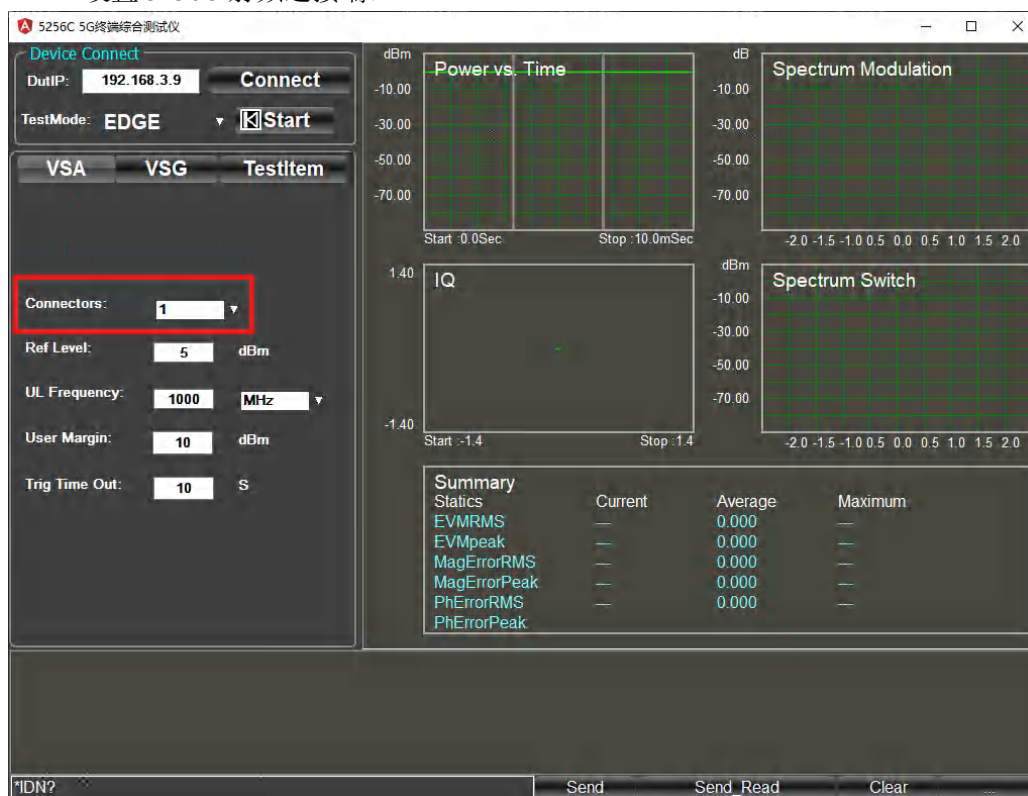 5256C 5G终端综合测试仪
Device Connect
DutIP: 192.168.3.9 Connect
TestMode: EDGE Start
VSA VSG TestItem
Connectors: 1
Ref Level: 5 dBm
UL Frequency: 1000 MHz
User Margin: 10 dBm
Trig Time Out: 10 S
dBm
Power vs. Time
-10.00
-30.00
-50.00
-70.00
Start :0.0Sec Stop :10.0mSec
dB
Spectrum Modulation
-10.00
-30.00
-50.00
-70.00
-2.0 -1.5 -1.0 0.5 0.0 0.5 1.0 1.5 2.0
1.40
IQ
-1.40
Start :-1.4 Stop :1.4
dBm
Spectrum Switch
-10.00
-30.00
-50.00
-70.00
-2.0 -1.5 -1.0 0.5 0.0 0.5 1.0 1.5 2.0
Summary
Statics Current Average Maximum
EVMRMS --- 0.000 ---
EVMpeak --- 0.000 ---
MagErrorRMS --- 0.000 ---
MagErrorPeak --- 0.000 ---
PhErrorRMS --- 0.000 ---
PhErrorPeak
*IDN? Send Send_Read Clear ...